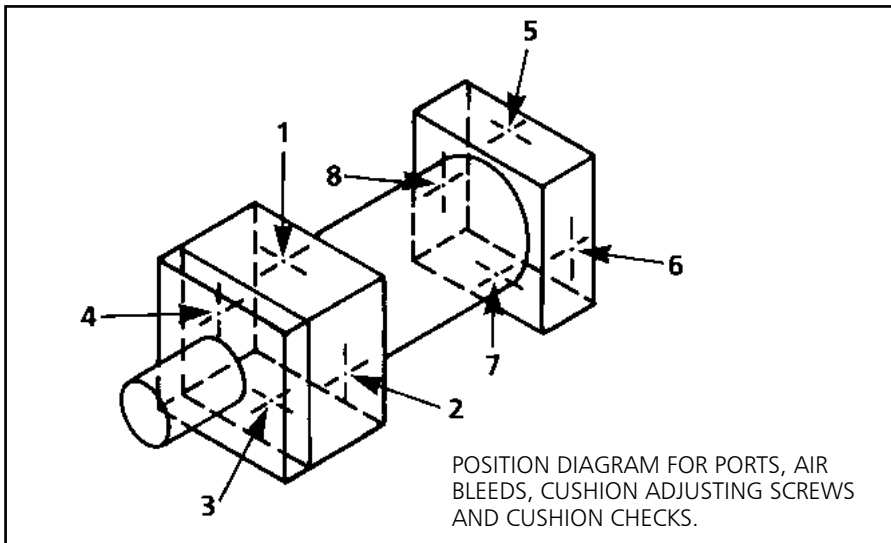 5
1
8
6
4
7
2
3
POSITION DIAGRAM FOR PORTS, AIR
BLEEDS, CUSHION ADJUSTING SCREWS
AND CUSHION CHECKS.